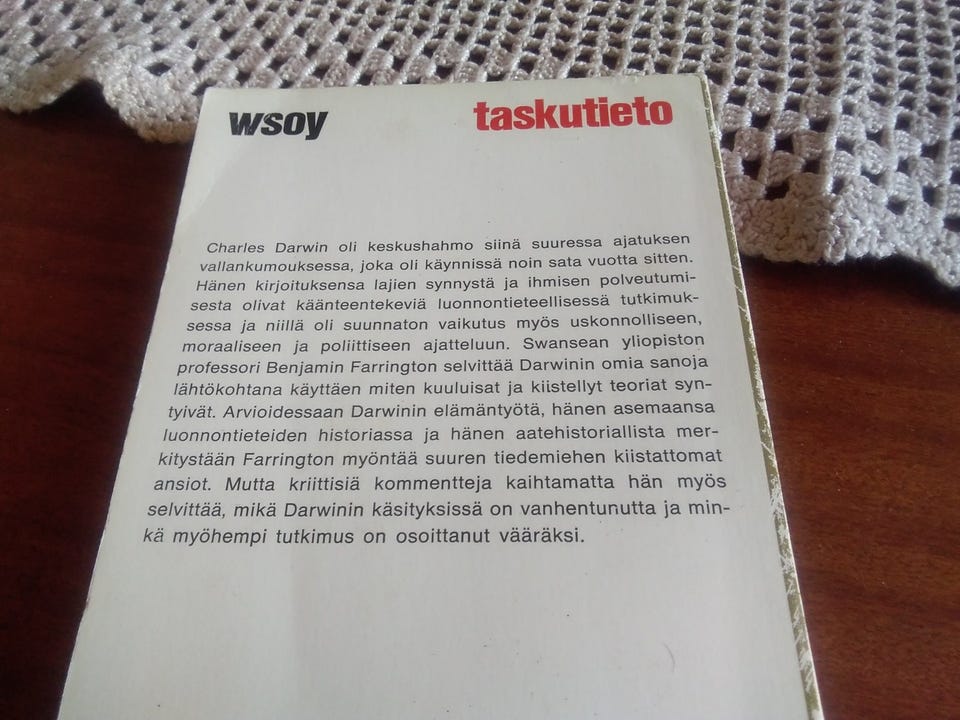 wsoy taskutieto
Charles Darwin oli keskushahmo siinä suuressa ajatuksen
vallankumouksessa, joka oli käynnissä noin sata vuotta sitten.
Hänen kirjoituksensa lajien synnystä ja ihmisen polveutumi-
sesta olivat käänteentekeviä luonnontieteellisessä tutkimuk-
sessa ja niillä oli suunnaton vaikutus myös uskonnolliseen,
moraaliseen ja poliittiseen ajatteluun. Swansean yliopiston
professori Benjamin Farrington selvittää Darwinin omia sanoja
lähtökohtana käyttäen miten kuuluisat ja kiistellyt teoriat syn-
tyivät. Arvioidessaan Darwinin elämäntyötä, hänen asemaansa
luonnontieteiden historiassa ja hänen aatehistoriallista mer-
kitystään Farrington myöntää suuren tiedemiehen kiistattomat
ansiot. Mutta kriittisiä kommentteja kaihtamatta hän myös
selvittää, mikä Darwinin käsityksissä on vanhentunutta ja min-
kä myöhempi tutkimus on osoittanut vääräksi.